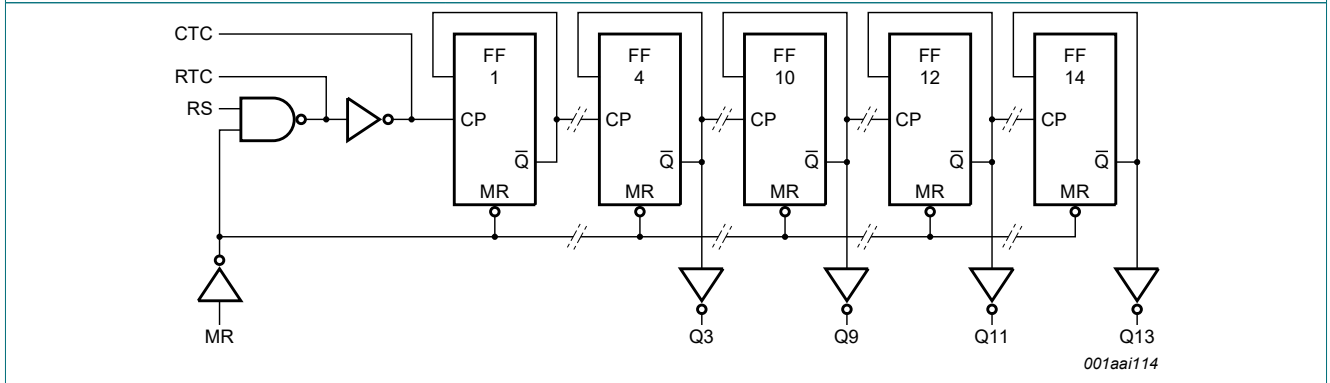 CTC
RTC
RS
FF
1
CP
Q̅
MR
FF
4
CP
Q̅
MR
FF
10
CP
Q̅
MR
FF
12
CP
Q̅
MR
FF
14
CP
Q̅
MR
MR
Q3
Q9
Q11
Q13
001aai114